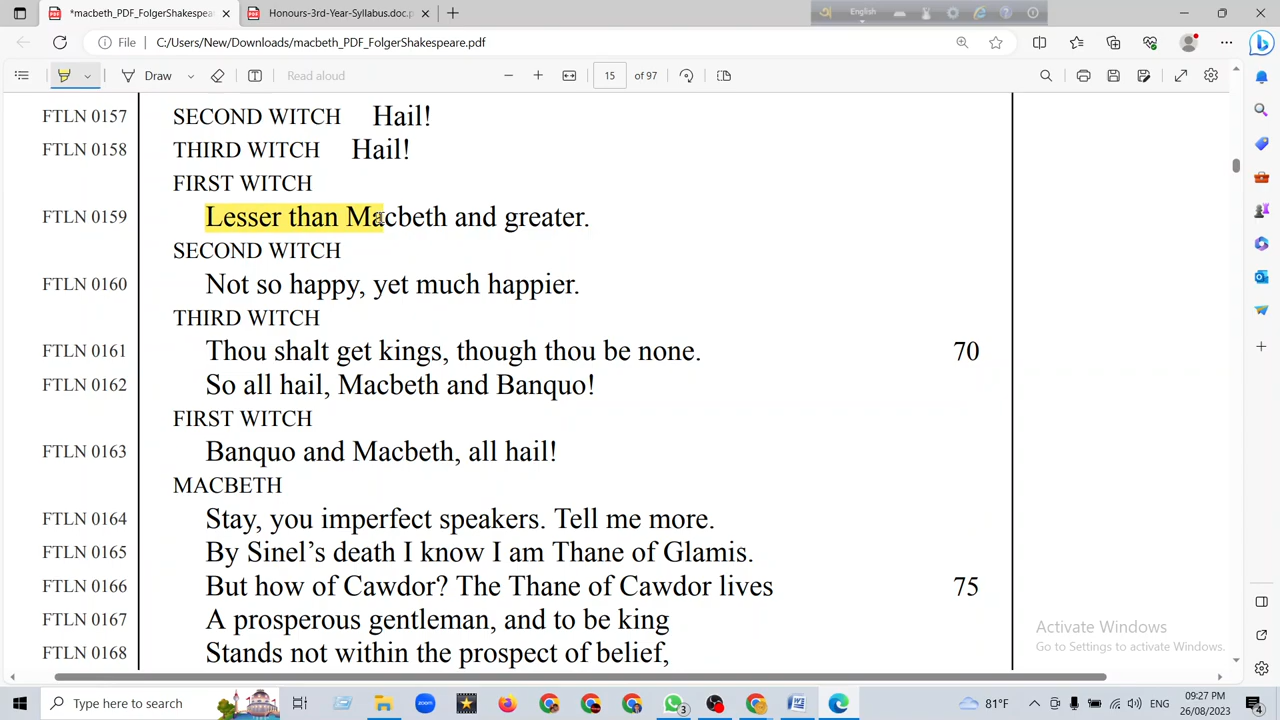 *macbeth_PDF_FolgerShakespeare
Honours-3rd-Year-Syllabus.doc.p
English
File C:/Users/New/Downloads/macbeth_PDF_FolgerShakespeare.pdf
Draw Read aloud 15 of 97
FTLN 0157 SECOND WITCH Hail!
FTLN 0158 THIRD WITCH Hail!
FIRST WITCH
FTLN 0159 Lesser than Macbeth and greater.
SECOND WITCH
FTLN 0160 Not so happy, yet much happier.
THIRD WITCH
FTLN 0161 Thou shalt get kings, though thou be none. 70
FTLN 0162 So all hail, Macbeth and Banquo!
FIRST WITCH
FTLN 0163 Banquo and Macbeth, all hail!
MACBETH
FTLN 0164 Stay, you imperfect speakers. Tell me more.
FTLN 0165 By Sinel’s death I know I am Thane of Glamis.
FTLN 0166 But how of Cawdor? The Thane of Cawdor lives 75
FTLN 0167 A prosperous gentleman, and to be king
FTLN 0168 Stands not within the prospect of belief,
Activate Windows
Go to Settings to activate Windows.
Type here to search
zoom
3
81°F
ENG
09:27 PM
26/08/2023
4